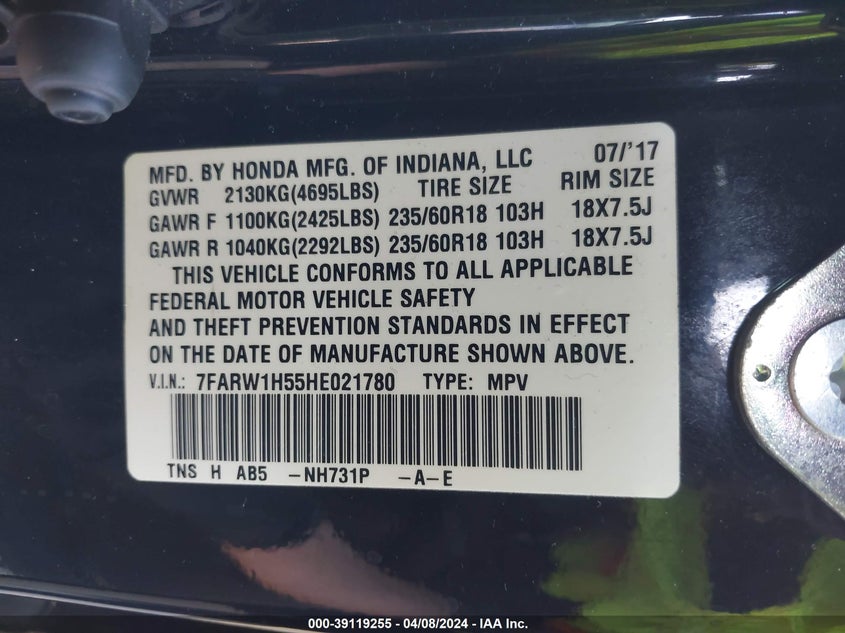 MFD. BY HONDA MFG. OF INDIANA, LLC 07/'17
GVWR 2130KG(4695LBS) TIRE SIZE RIM SIZE
GAWR F 1100KG(2425LBS) 235/60R18 103H 18X7.5J
GAWR R 1040KG(2292LBS) 235/60R18 103H 18X7.5J
THIS VEHICLE CONFORMS TO ALL APPLICABLE
FEDERAL MOTOR VEHICLE SAFETY
AND THEFT PREVENTION STANDARDS IN EFFECT
ON THE DATE OF MANUFACTURE SHOWN ABOVE.
V.I.N.: 7FARW1H55HE021780 TYPE: MPV
TNS H AB5 -NH731P -A-E
000-39119255 - 04/08/2024 - IAA Inc.